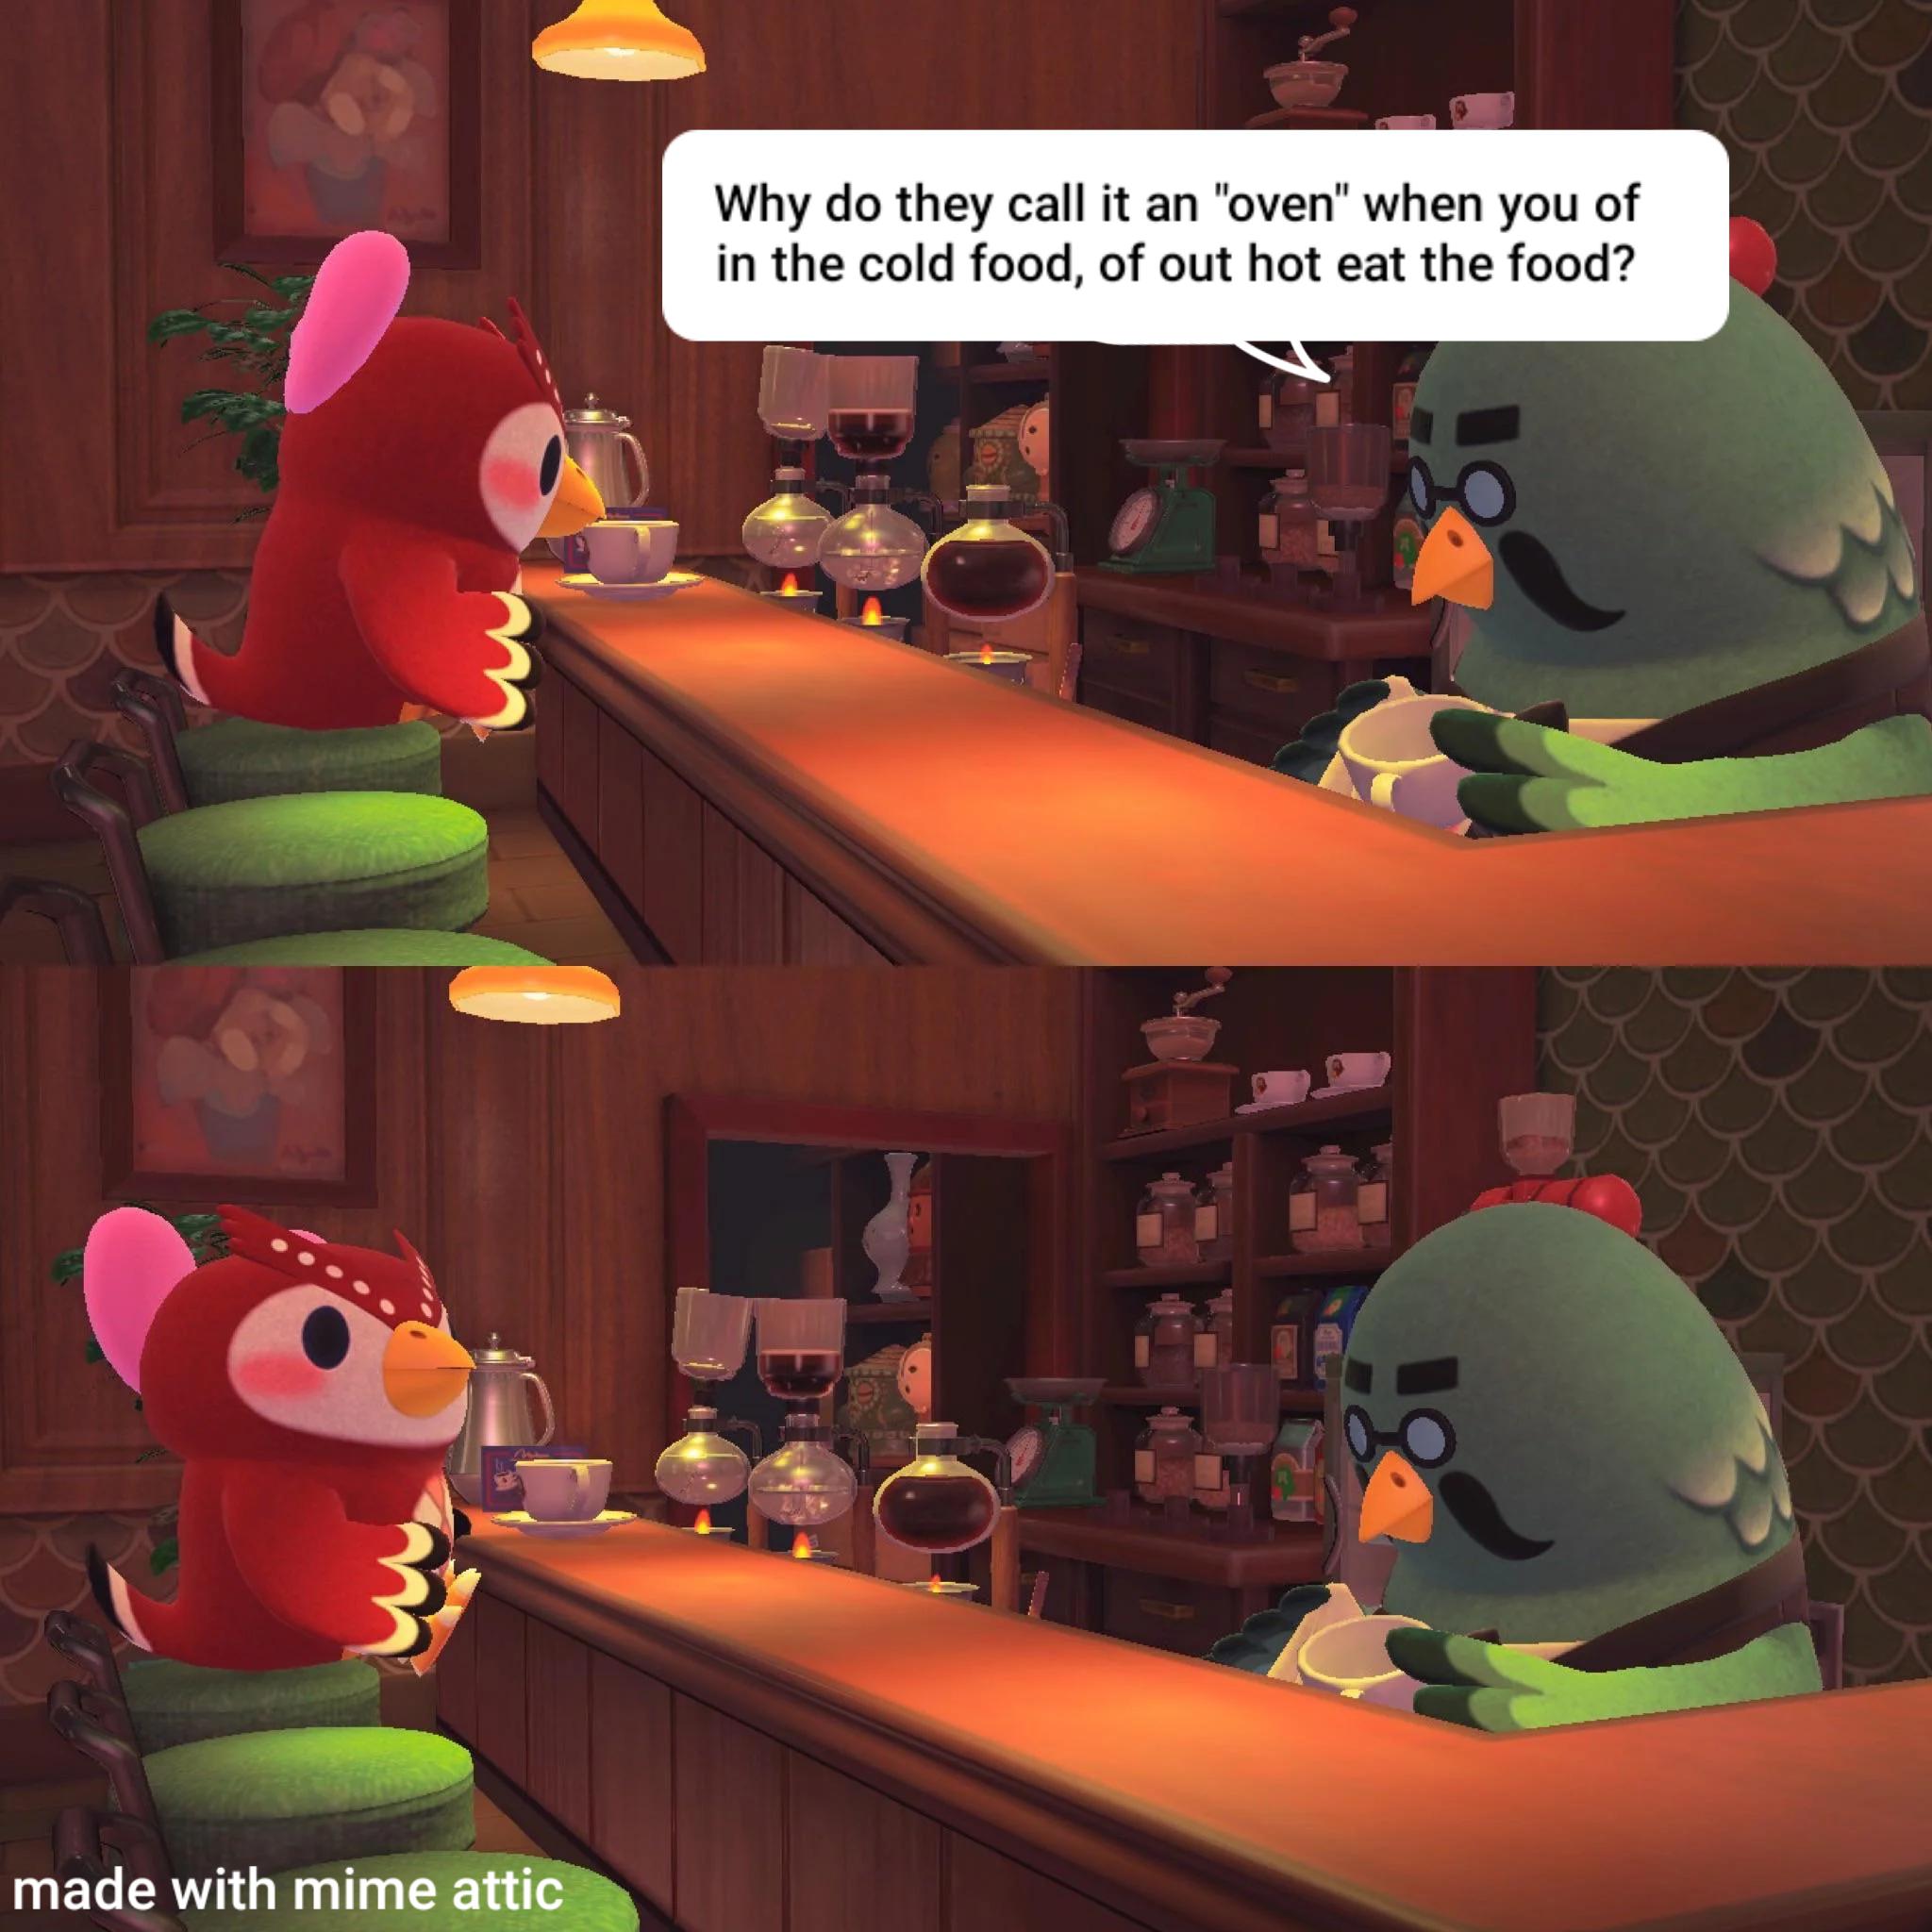 Why do they call it an "oven" when you of
in the cold food, of out hot eat the food?
made with mime attic